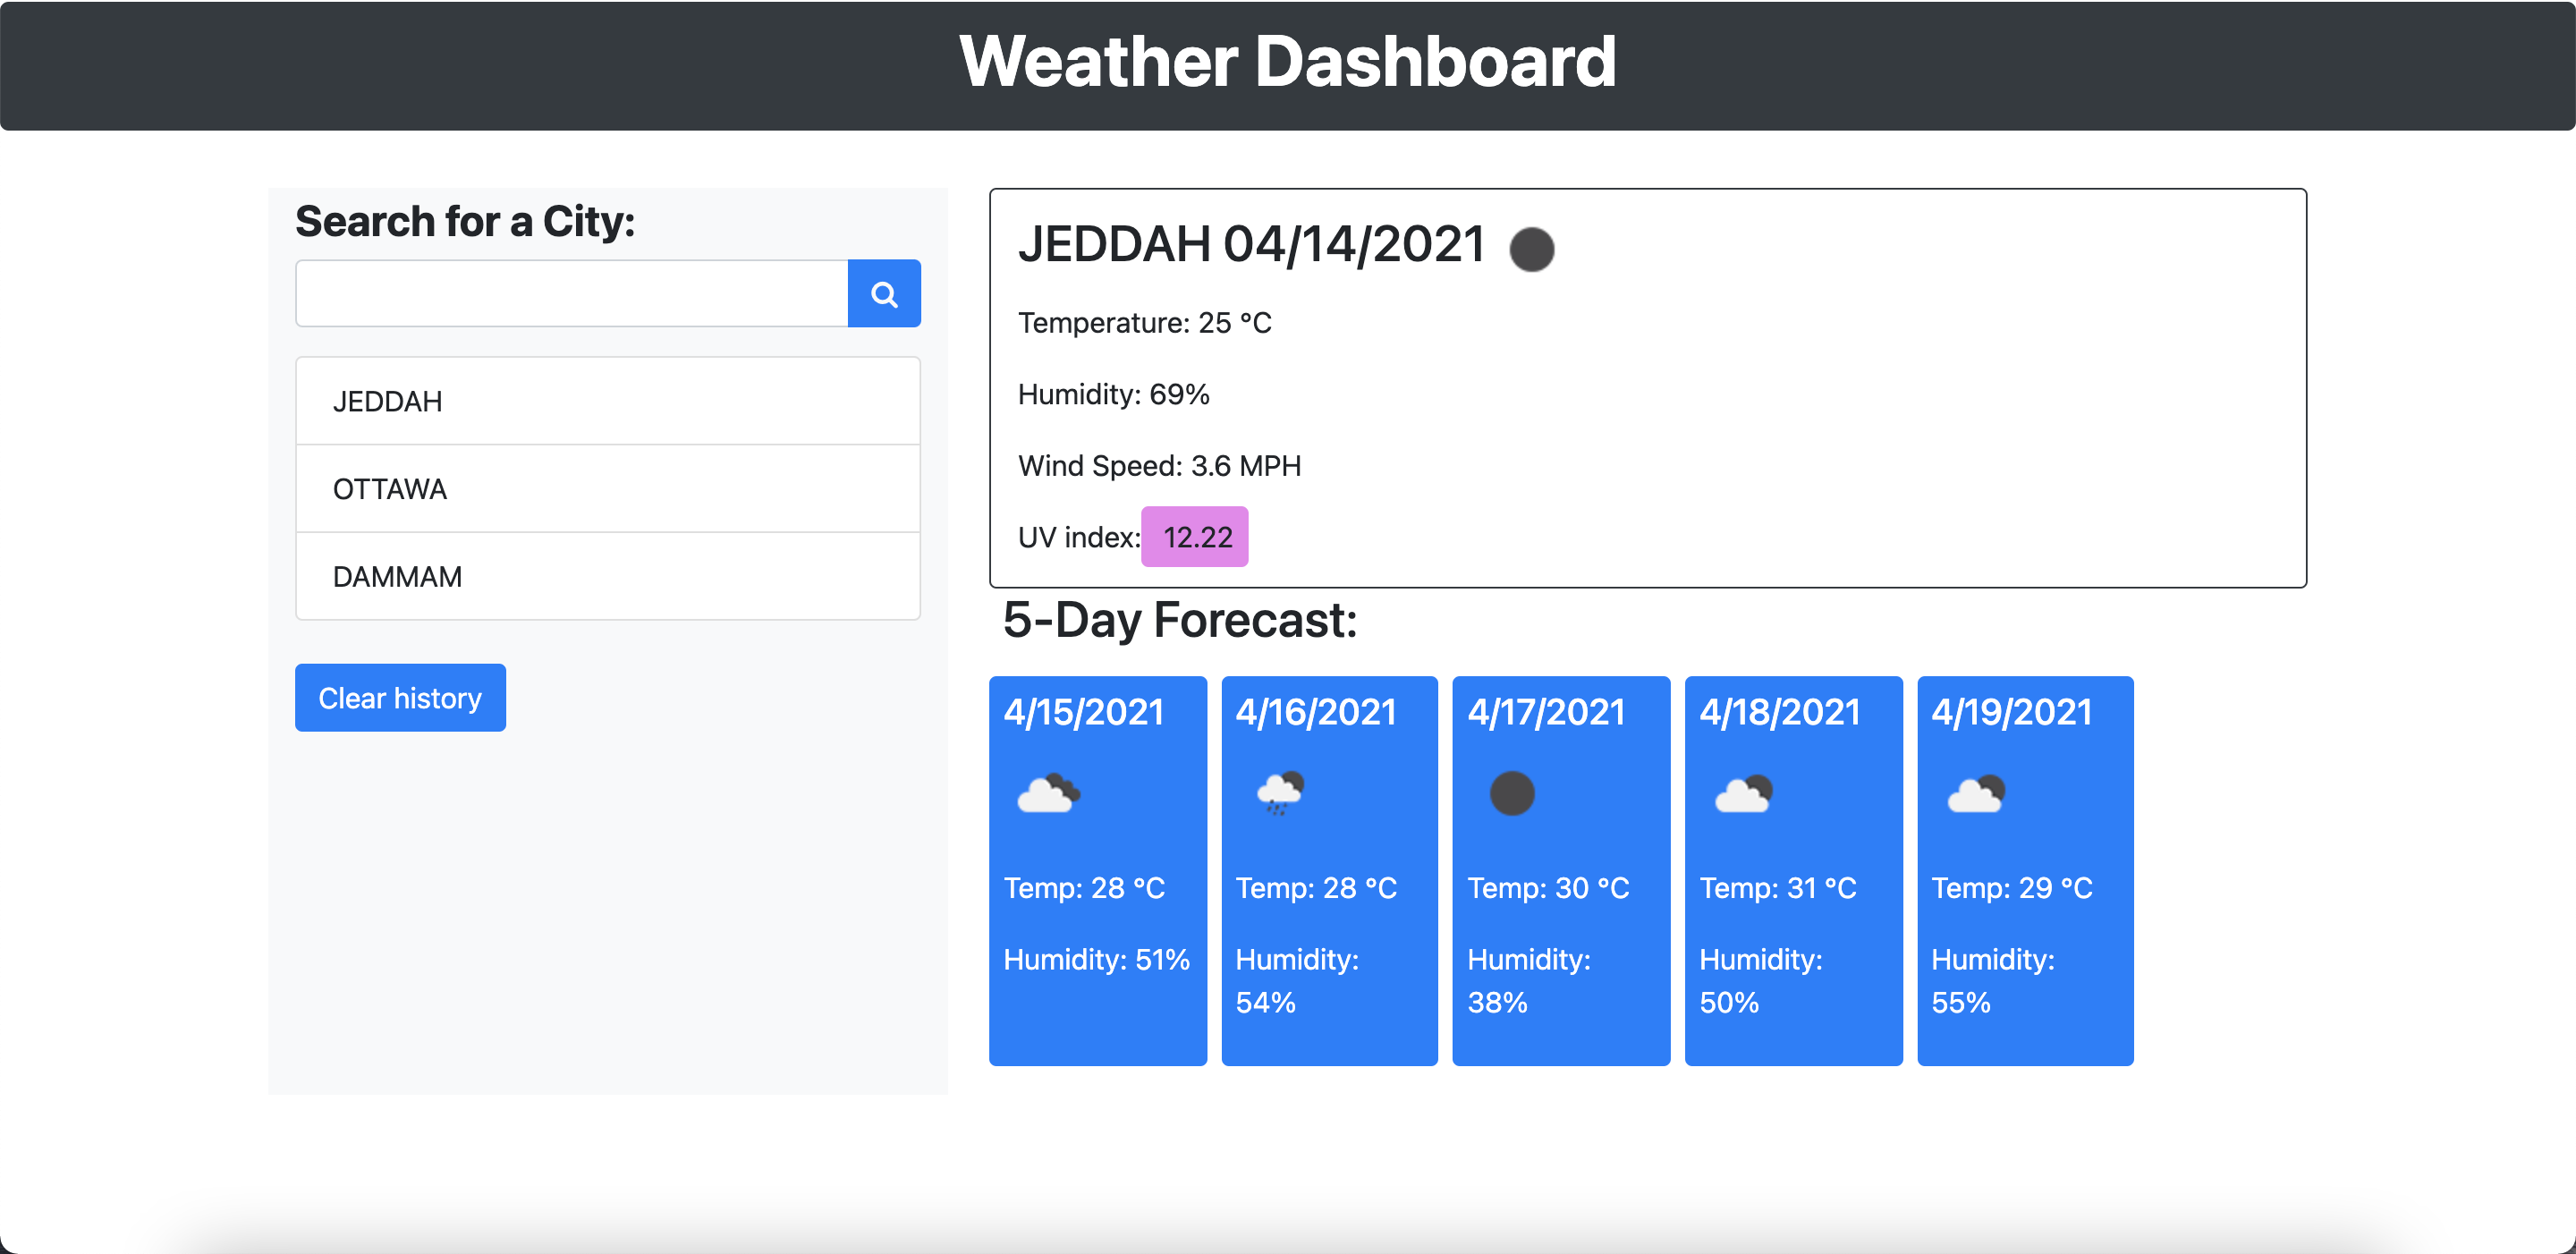 Weather Dashboard
Search for a City:
JEDDAH
OTTAWA
DAMMAM
Clear history
JEDDAH 04/14/2021
Temperature: 25 °C
Humidity: 69%
Wind Speed: 3.6 MPH
UV index: 12.22
5-Day Forecast:
4/15/2021
Temp: 28 °C
Humidity: 51%
4/16/2021
Temp: 28 °C
Humidity:
54%
4/17/2021
Temp: 30 °C
Humidity:
38%
4/18/2021
Temp: 31 °C
Humidity:
50%
4/19/2021
Temp: 29 °C
Humidity:
55%